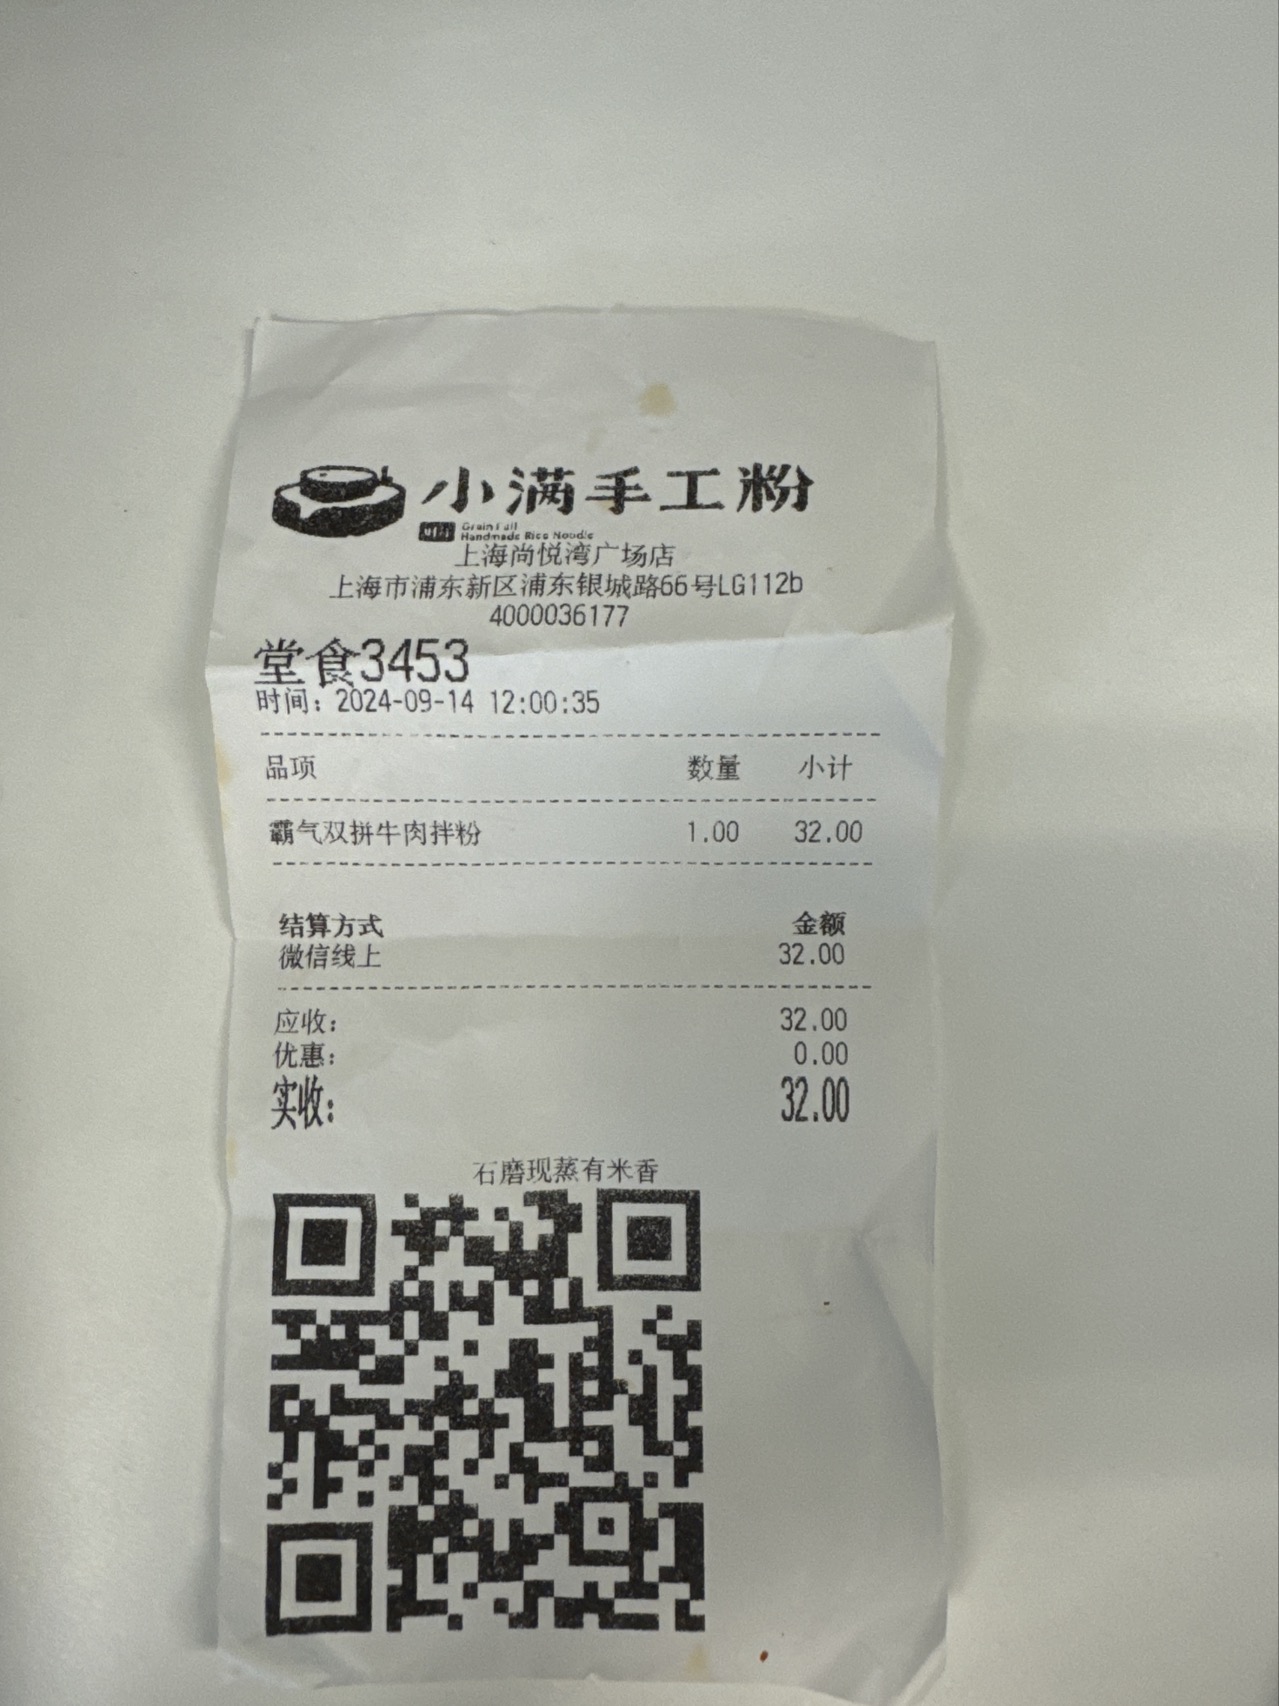 小满手工粉
Grain Full
Handmade Rice Noodle
上海尚悦湾广场店
上海市浦东新区浦东银城路66号LG112b
4000036177
堂食3453
时间：2024-09-14 12:00:35
品项 数量 小计
霸气双拼牛肉拌粉 1.00 32.00
结算方式 金额
微信线上 32.00
应收： 32.00
优惠： 0.00
实收： 32.00
石磨现蒸有米香